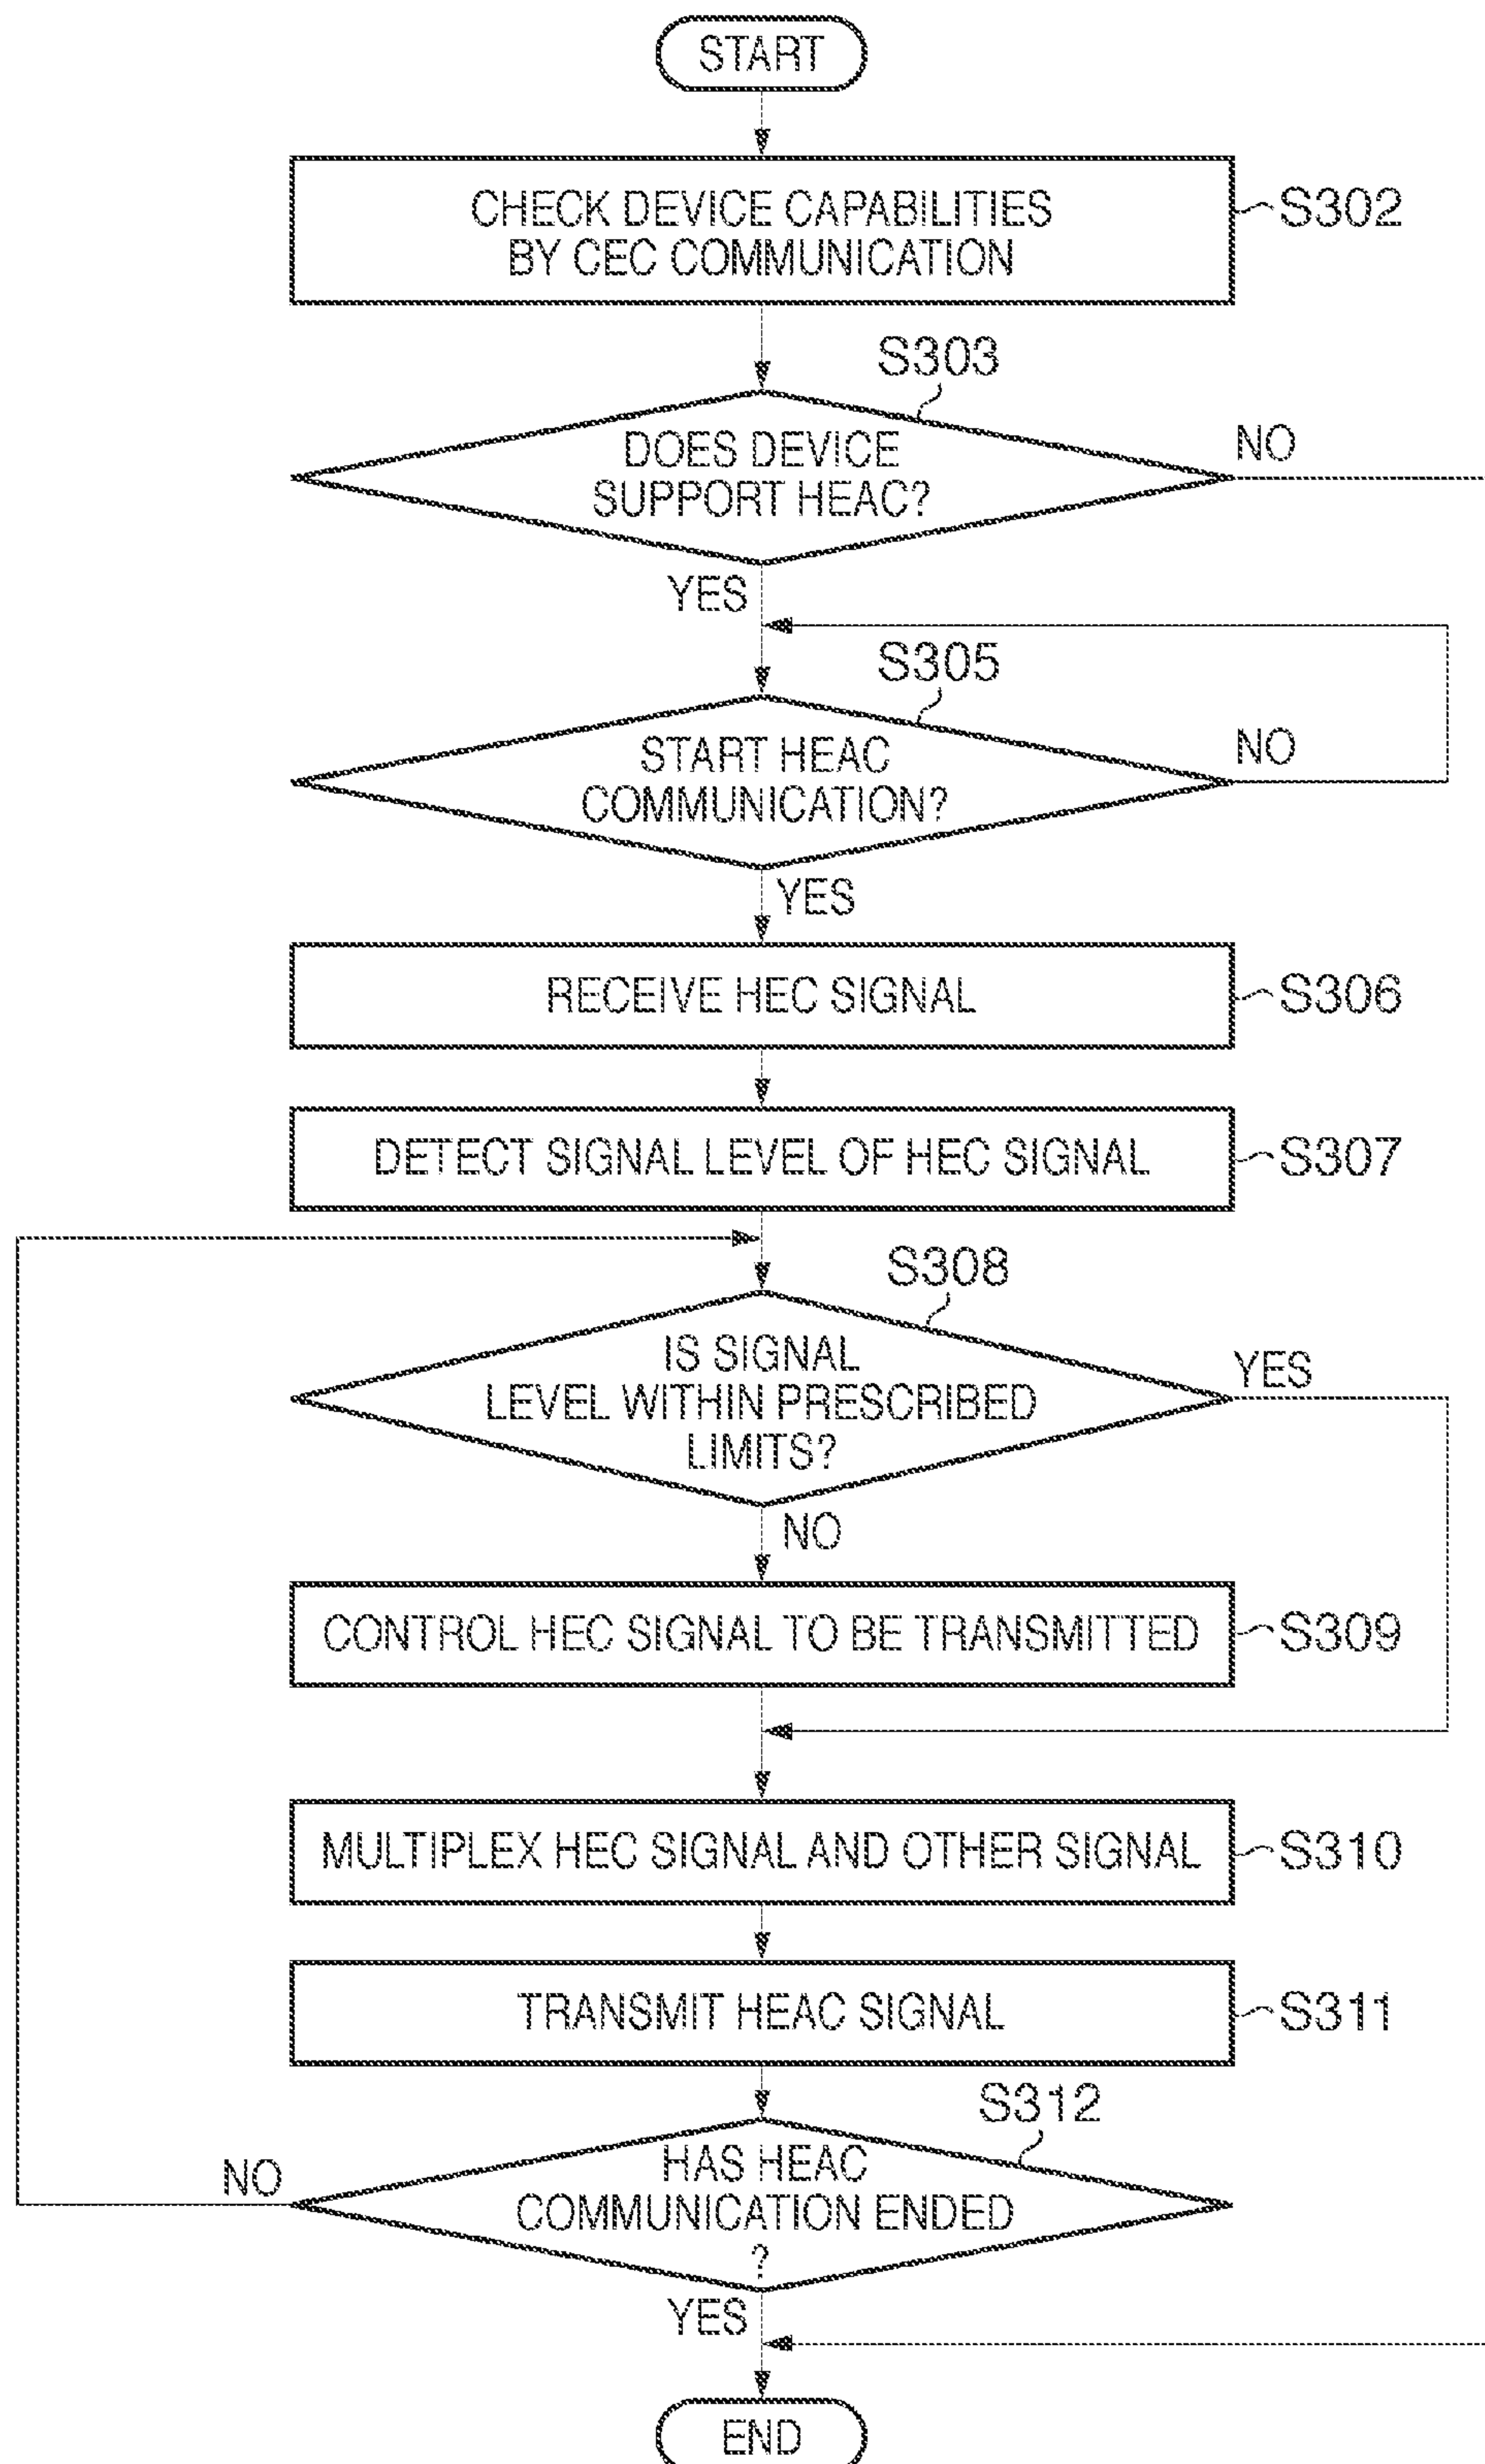 START
CHECK DEVICE CAPABILITIES
BY CEC COMMUNICATION
S302
S303
DOES DEVICE
SUPPORT HEAC?
NO
YES
S305
START HEAC
COMMUNICATION?
NO
YES
RECEIVE HEC SIGNAL
S306
DETECT SIGNAL LEVEL OF HEC SIGNAL
S307
S308
IS SIGNAL
LEVEL WITHIN PRESCRIBED
LIMITS?
YES
NO
CONTROL HEC SIGNAL TO BE TRANSMITTED
S309
MULTIPLEX HEC SIGNAL AND OTHER SIGNAL
S310
TRANSMIT HEAC SIGNAL
S311
S312
HAS HEAC
COMMUNICATION ENDED
?
NO
YES
END